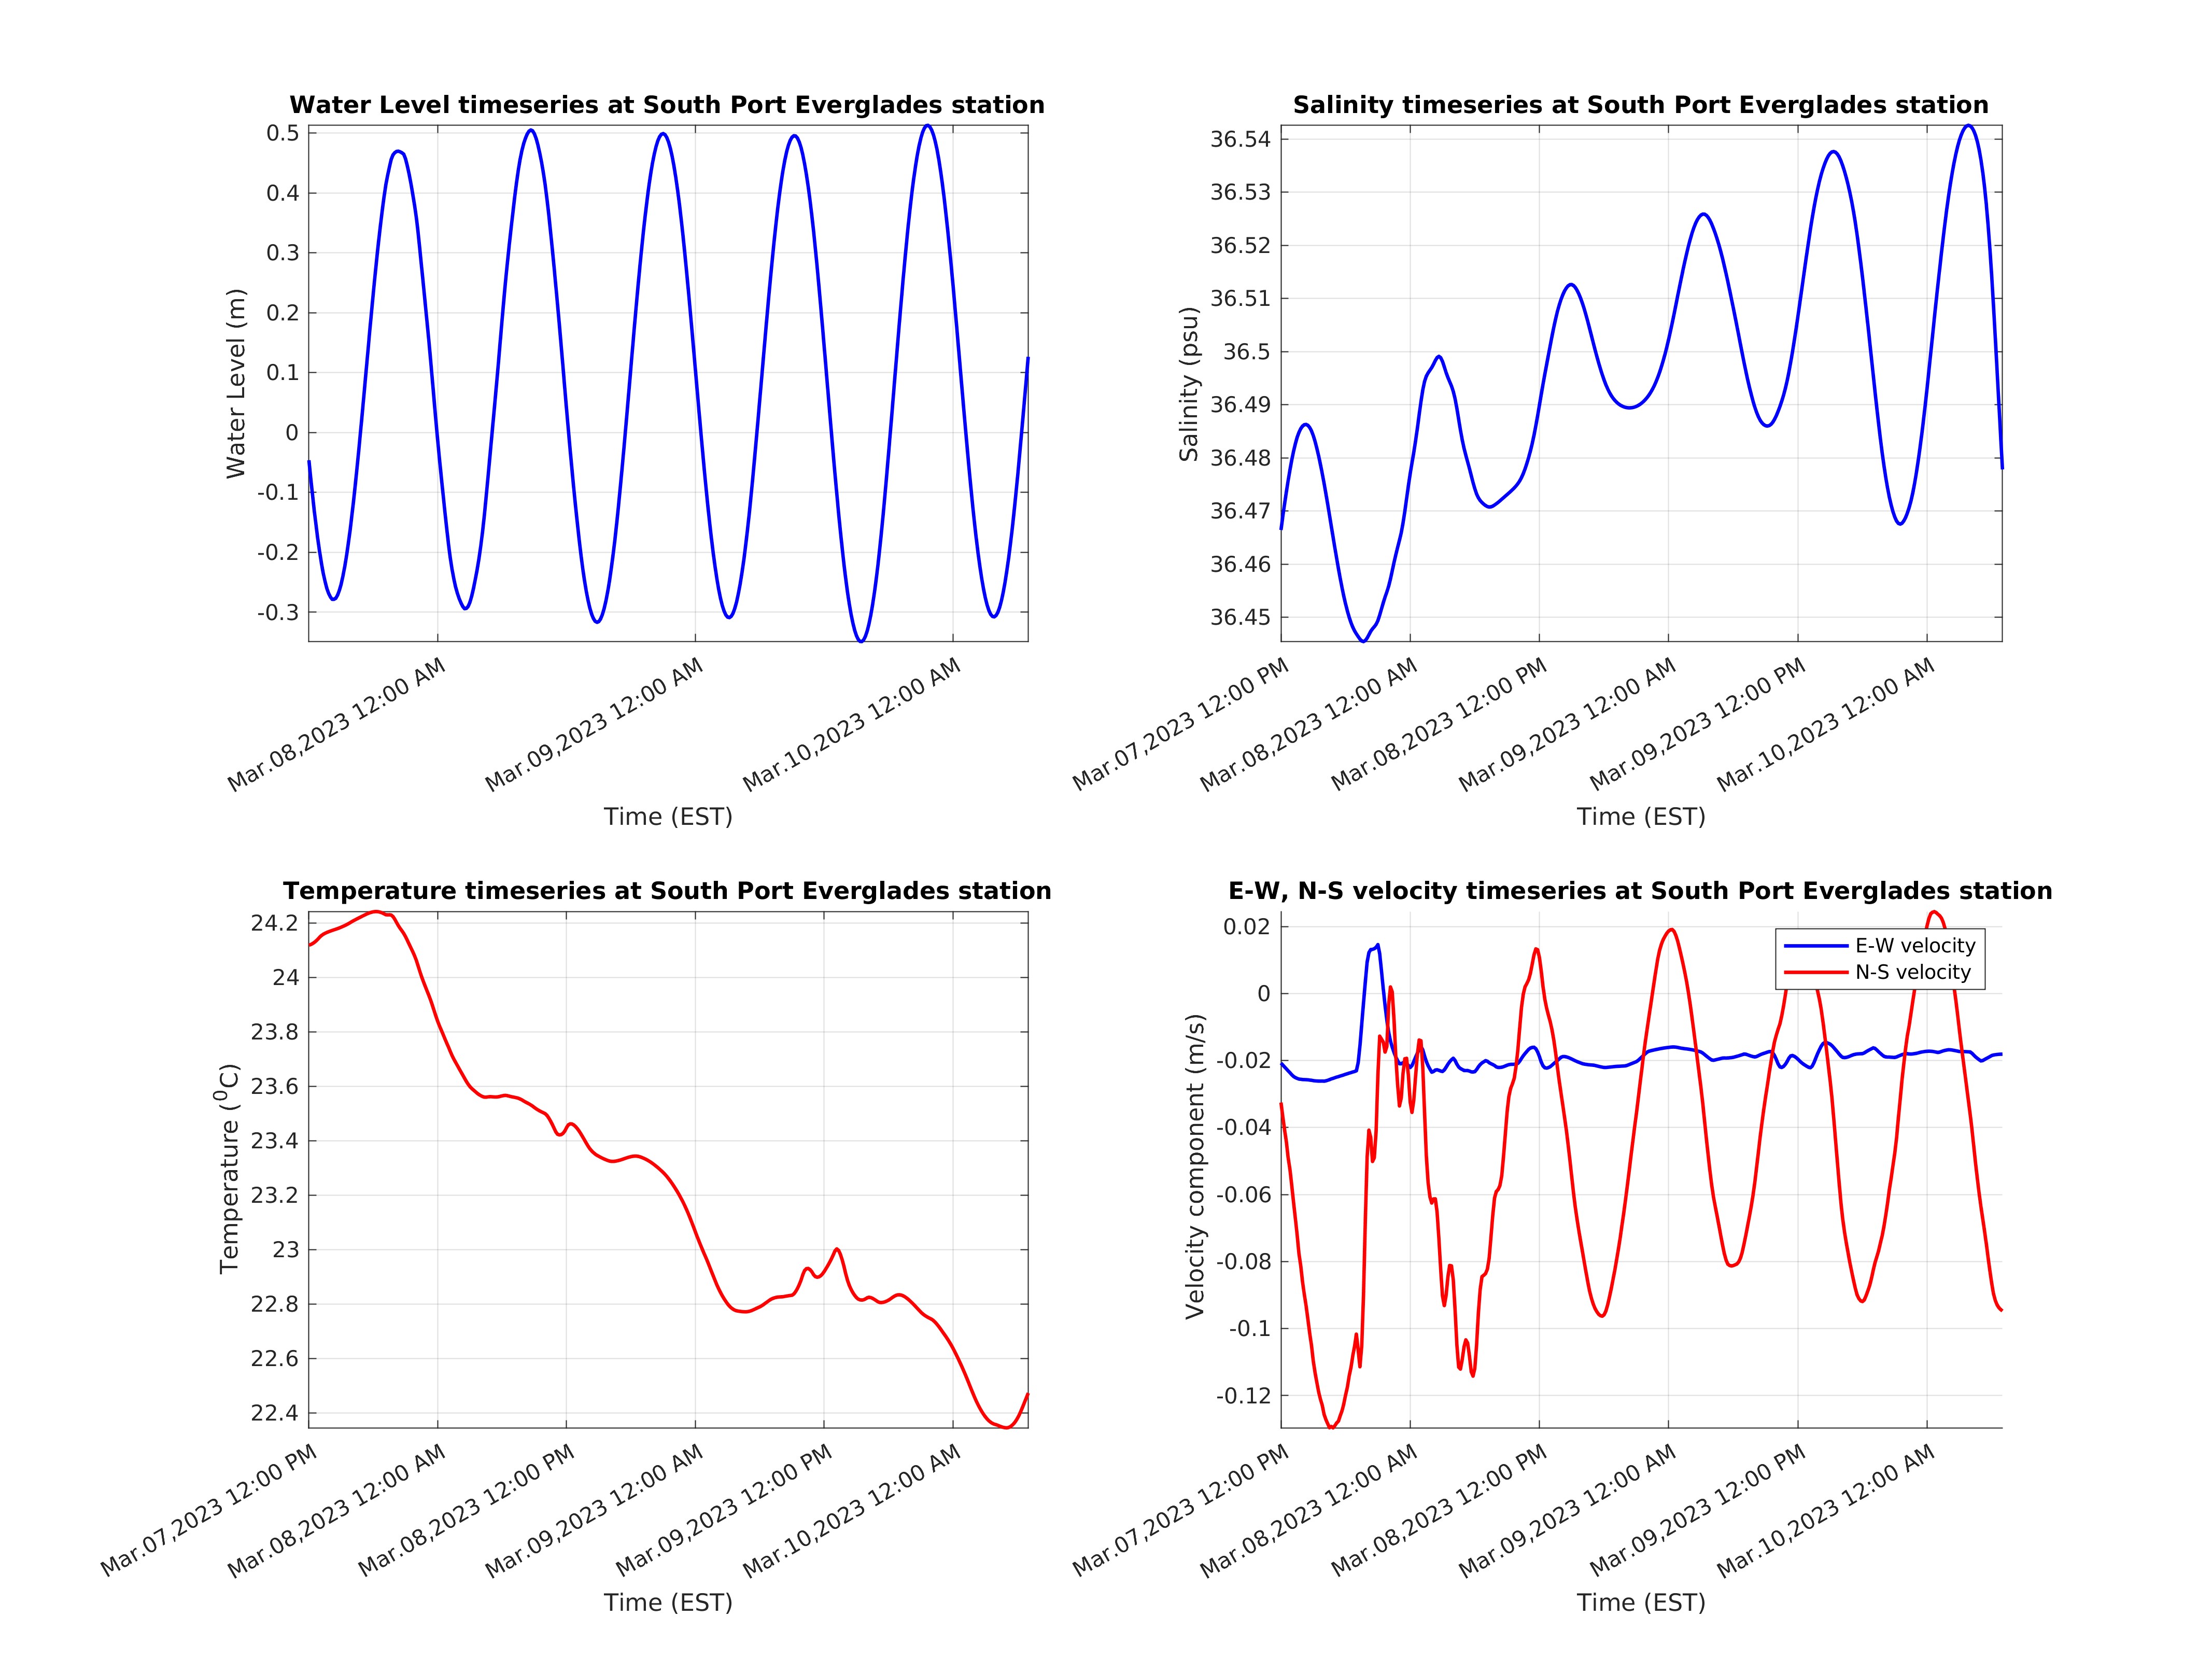 Water Level timeseries at South Port Everglades station
0.5
0.4
0.3
0.2
0.1
0
-0.1
-0.2
-0.3
Water Level (m)
Mar.08,2023 12:00 AM
Mar.09,2023 12:00 AM
Mar.10,2023 12:00 AM
Time (EST)
Salinity timeseries at South Port Everglades station
36.54
36.53
36.52
36.51
36.5
36.49
36.48
36.47
36.46
36.45
Salinity (psu)
Mar.07,2023 12:00 PM
Mar.08,2023 12:00 AM
Mar.08,2023 12:00 PM
Mar.09,2023 12:00 AM
Mar.09,2023 12:00 PM
Mar.10,2023 12:00 AM
Time (EST)
Temperature timeseries at South Port Everglades station
24.2
24
23.8
23.6
23.4
23.2
23
22.8
22.6
22.4
Temperature (⁰C)
Mar.07,2023 12:00 PM
Mar.08,2023 12:00 AM
Mar.08,2023 12:00 PM
Mar.09,2023 12:00 AM
Mar.09,2023 12:00 PM
Mar.10,2023 12:00 AM
Time (EST)
E-W, N-S velocity timeseries at South Port Everglades station
0.02
0
-0.02
-0.04
-0.06
-0.08
-0.1
-0.12
Velocity component (m/s)
E-W velocity
N-S velocity
Mar.07,2023 12:00 PM
Mar.08,2023 12:00 AM
Mar.08,2023 12:00 PM
Mar.09,2023 12:00 AM
Mar.09,2023 12:00 PM
Mar.10,2023 12:00 AM
Time (EST)